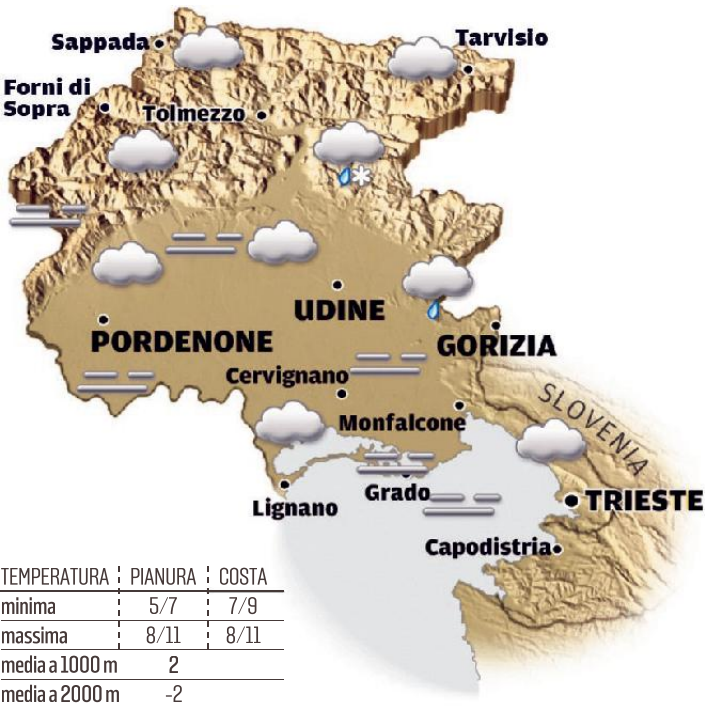 Sappada
Tarvisio
Forni di
Sopra
Tolmezzo
UDINE
PORDENONE
GORIZIA
Cervignano
SLOVENIA
Monfalcone
Lignano
Grado
TRIESTE
Capodistria
TEMPERATURA PIANURA COSTA
minima 5/7 7/9
massima 8/11 8/11
media a 1000 m 2
media a 2000 m -2